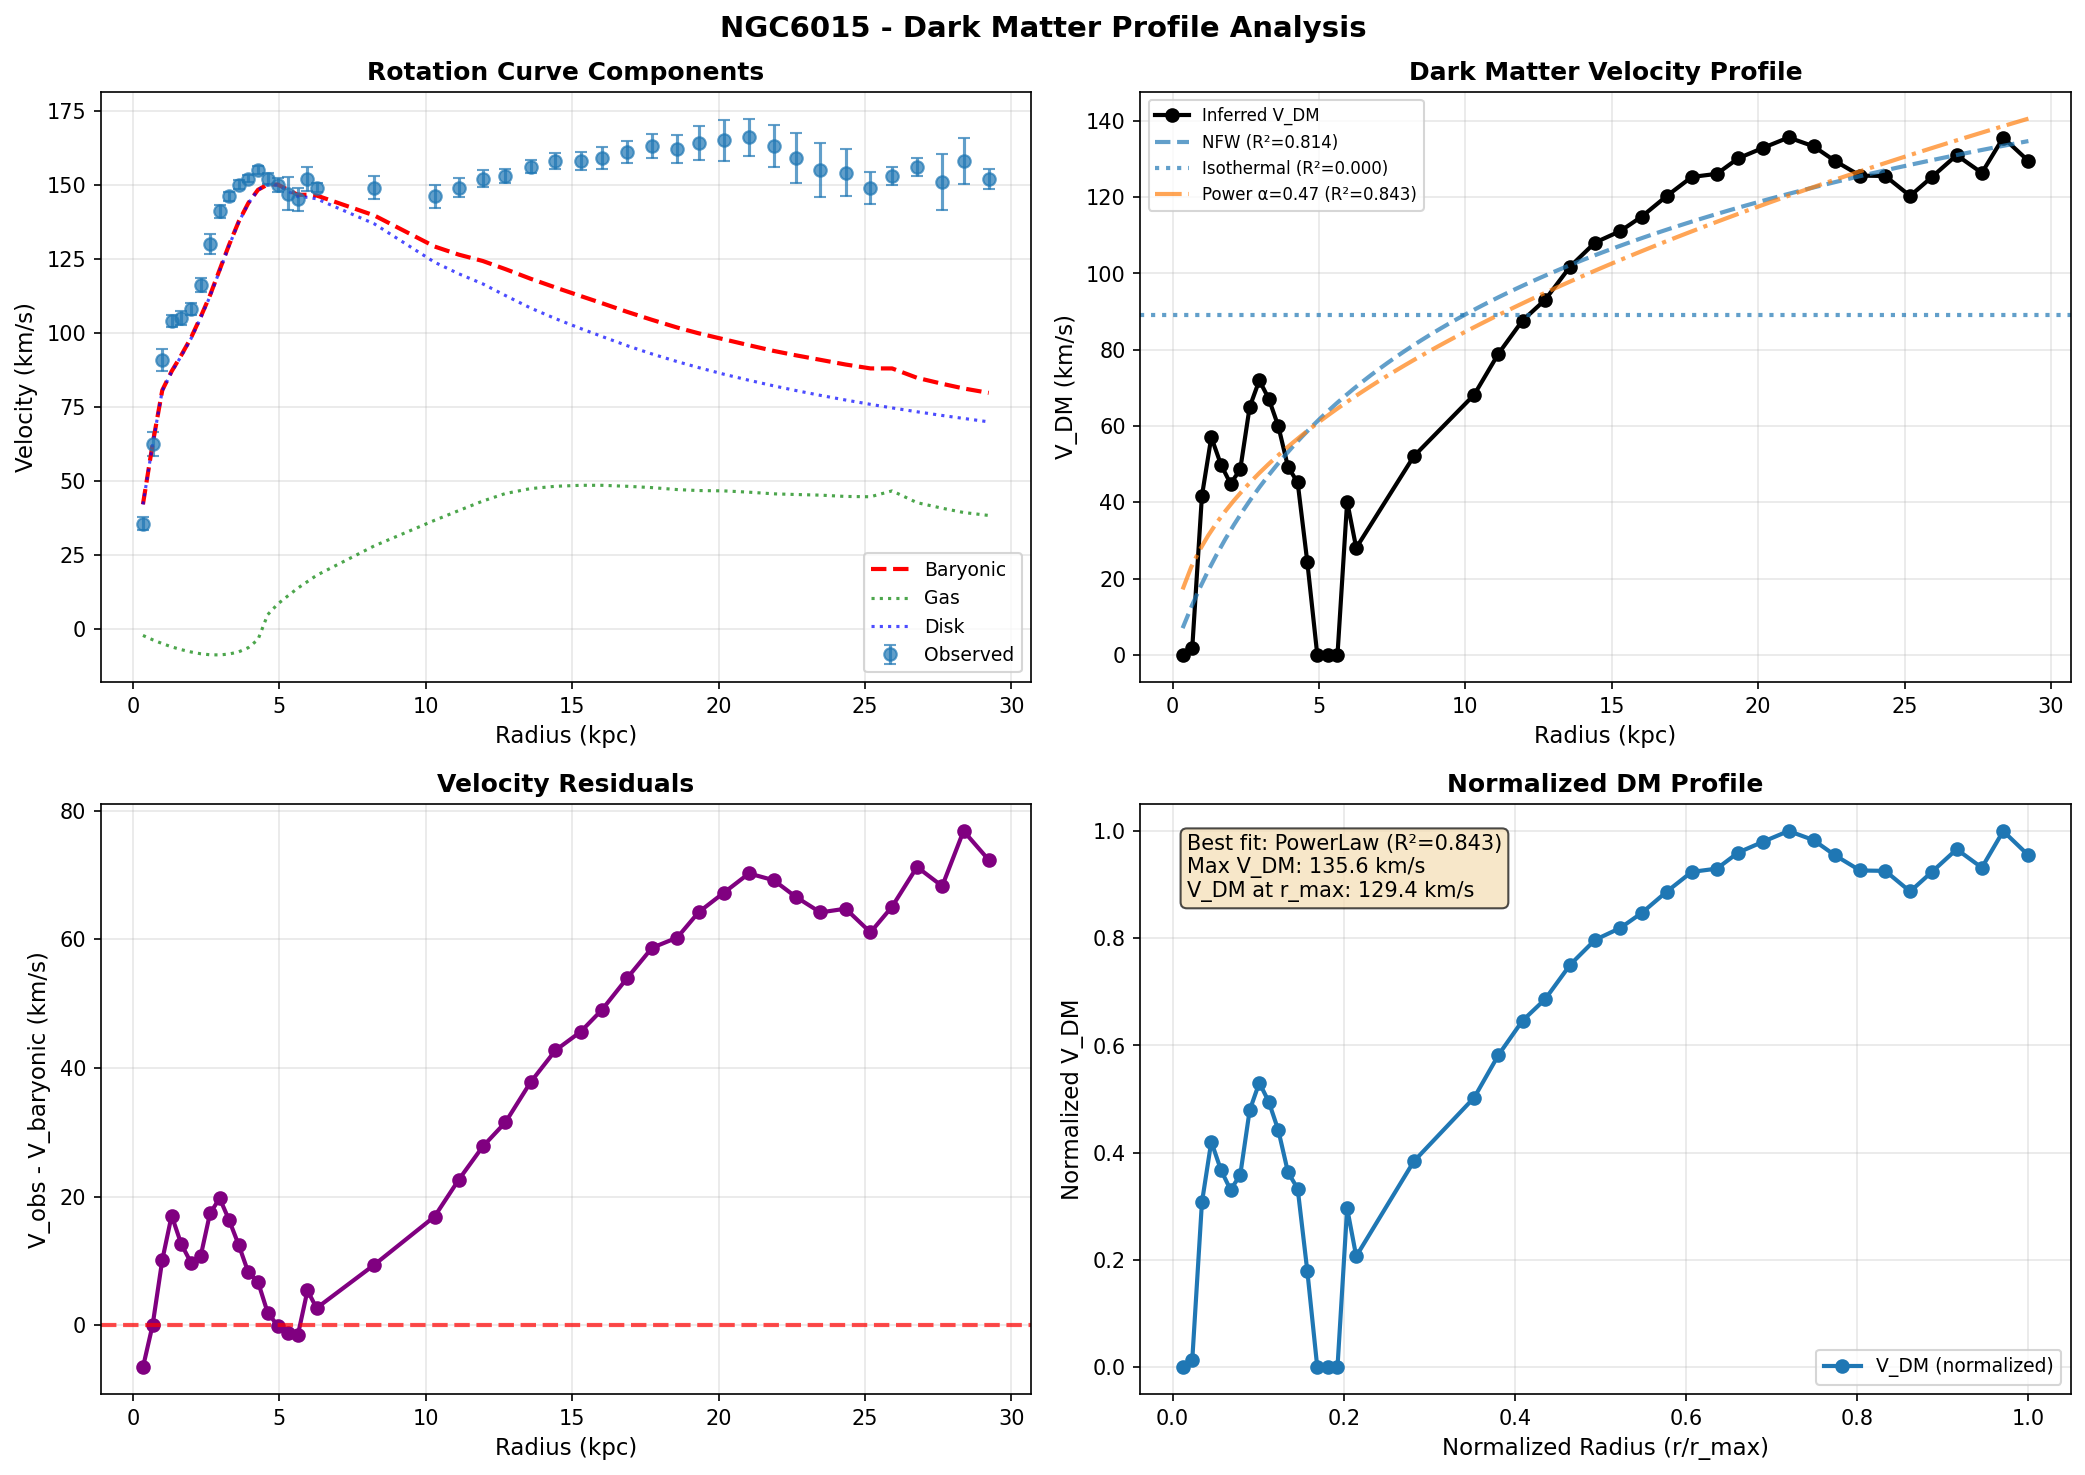 NGC6015 - Dark Matter Profile Analysis
Rotation Curve Components
175
150
125
100
75
50
25
0
Velocity (km/s)
0 5 10 15 20 25 30
Radius (kpc)
Baryonic
Gas
Disk
Observed
Dark Matter Velocity Profile
140
120
100
80
60
40
20
0
V_DM (km/s)
0 5 10 15 20 25 30
Radius (kpc)
Inferred V_DM
NFW (R²=0.814)
Isothermal (R²=0.000)
Power α=0.47 (R²=0.843)
Velocity Residuals
80
60
40
20
0
V_obs - V_baryonic (km/s)
0 5 10 15 20 25 30
Radius (kpc)
Normalized DM Profile
1.0
0.8
0.6
0.4
0.2
0.0
Normalized V_DM
0.0 0.2 0.4 0.6 0.8 1.0
Normalized Radius (r/r_max)
Best fit: PowerLaw (R²=0.843)
Max V_DM: 135.6 km/s
V_DM at r_max: 129.4 km/s
V_DM (normalized)